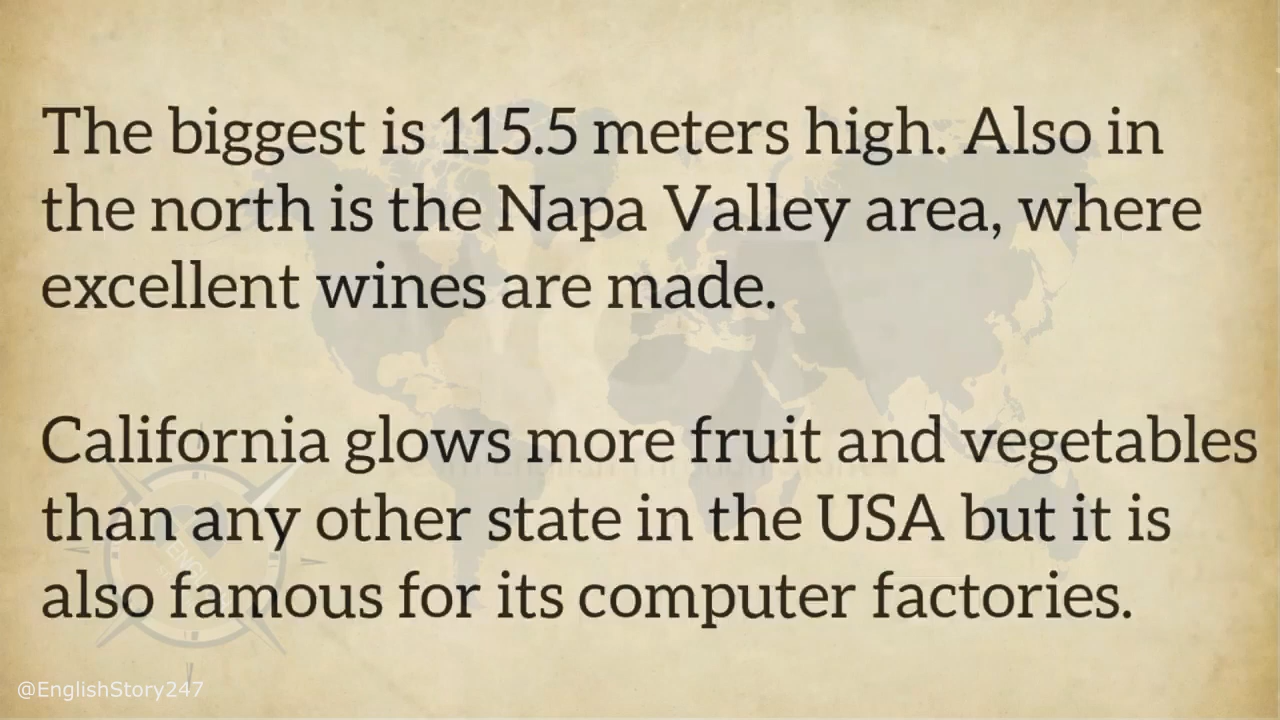 The biggest is 115.5 meters high. Also in
the north is the Napa Valley area, where
excellent wines are made.
California glows more fruit and vegetables
than any other state in the USA but it is
also famous for its computer factories.
@EnglishStory247